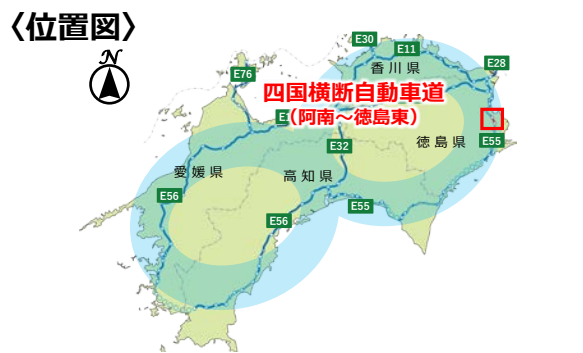 〈位置図〉
N
E30
E11
E28
E76
香川県
四国横断自動車道
（阿南～徳島東）
E32
徳島県
E55
愛媛県
高知県
E56
E56
E55